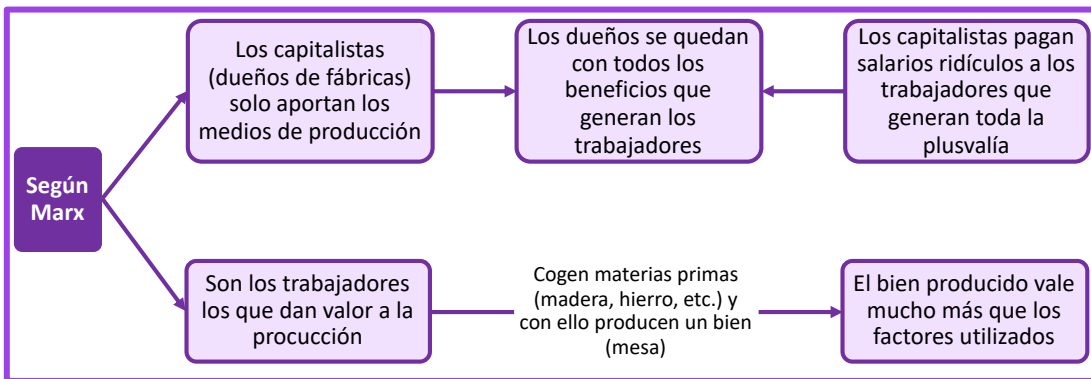 Según
Marx
Los capitalistas
(dueños de fábricas)
solo aportan los
medios de producción
Los dueños se quedan
con todos los
beneficios que
generan los
trabajadores
Los capitalistas pagan
salarios ridículos a los
trabajadores que
generan toda la
plusvalía
Son los trabajadores
los que dan valor a la
procucción
Cogen materias primas
(madera, hierro, etc.) y
con ello producen un bien
(mesa)
El bien producido vale
mucho más que los
factores utilizados